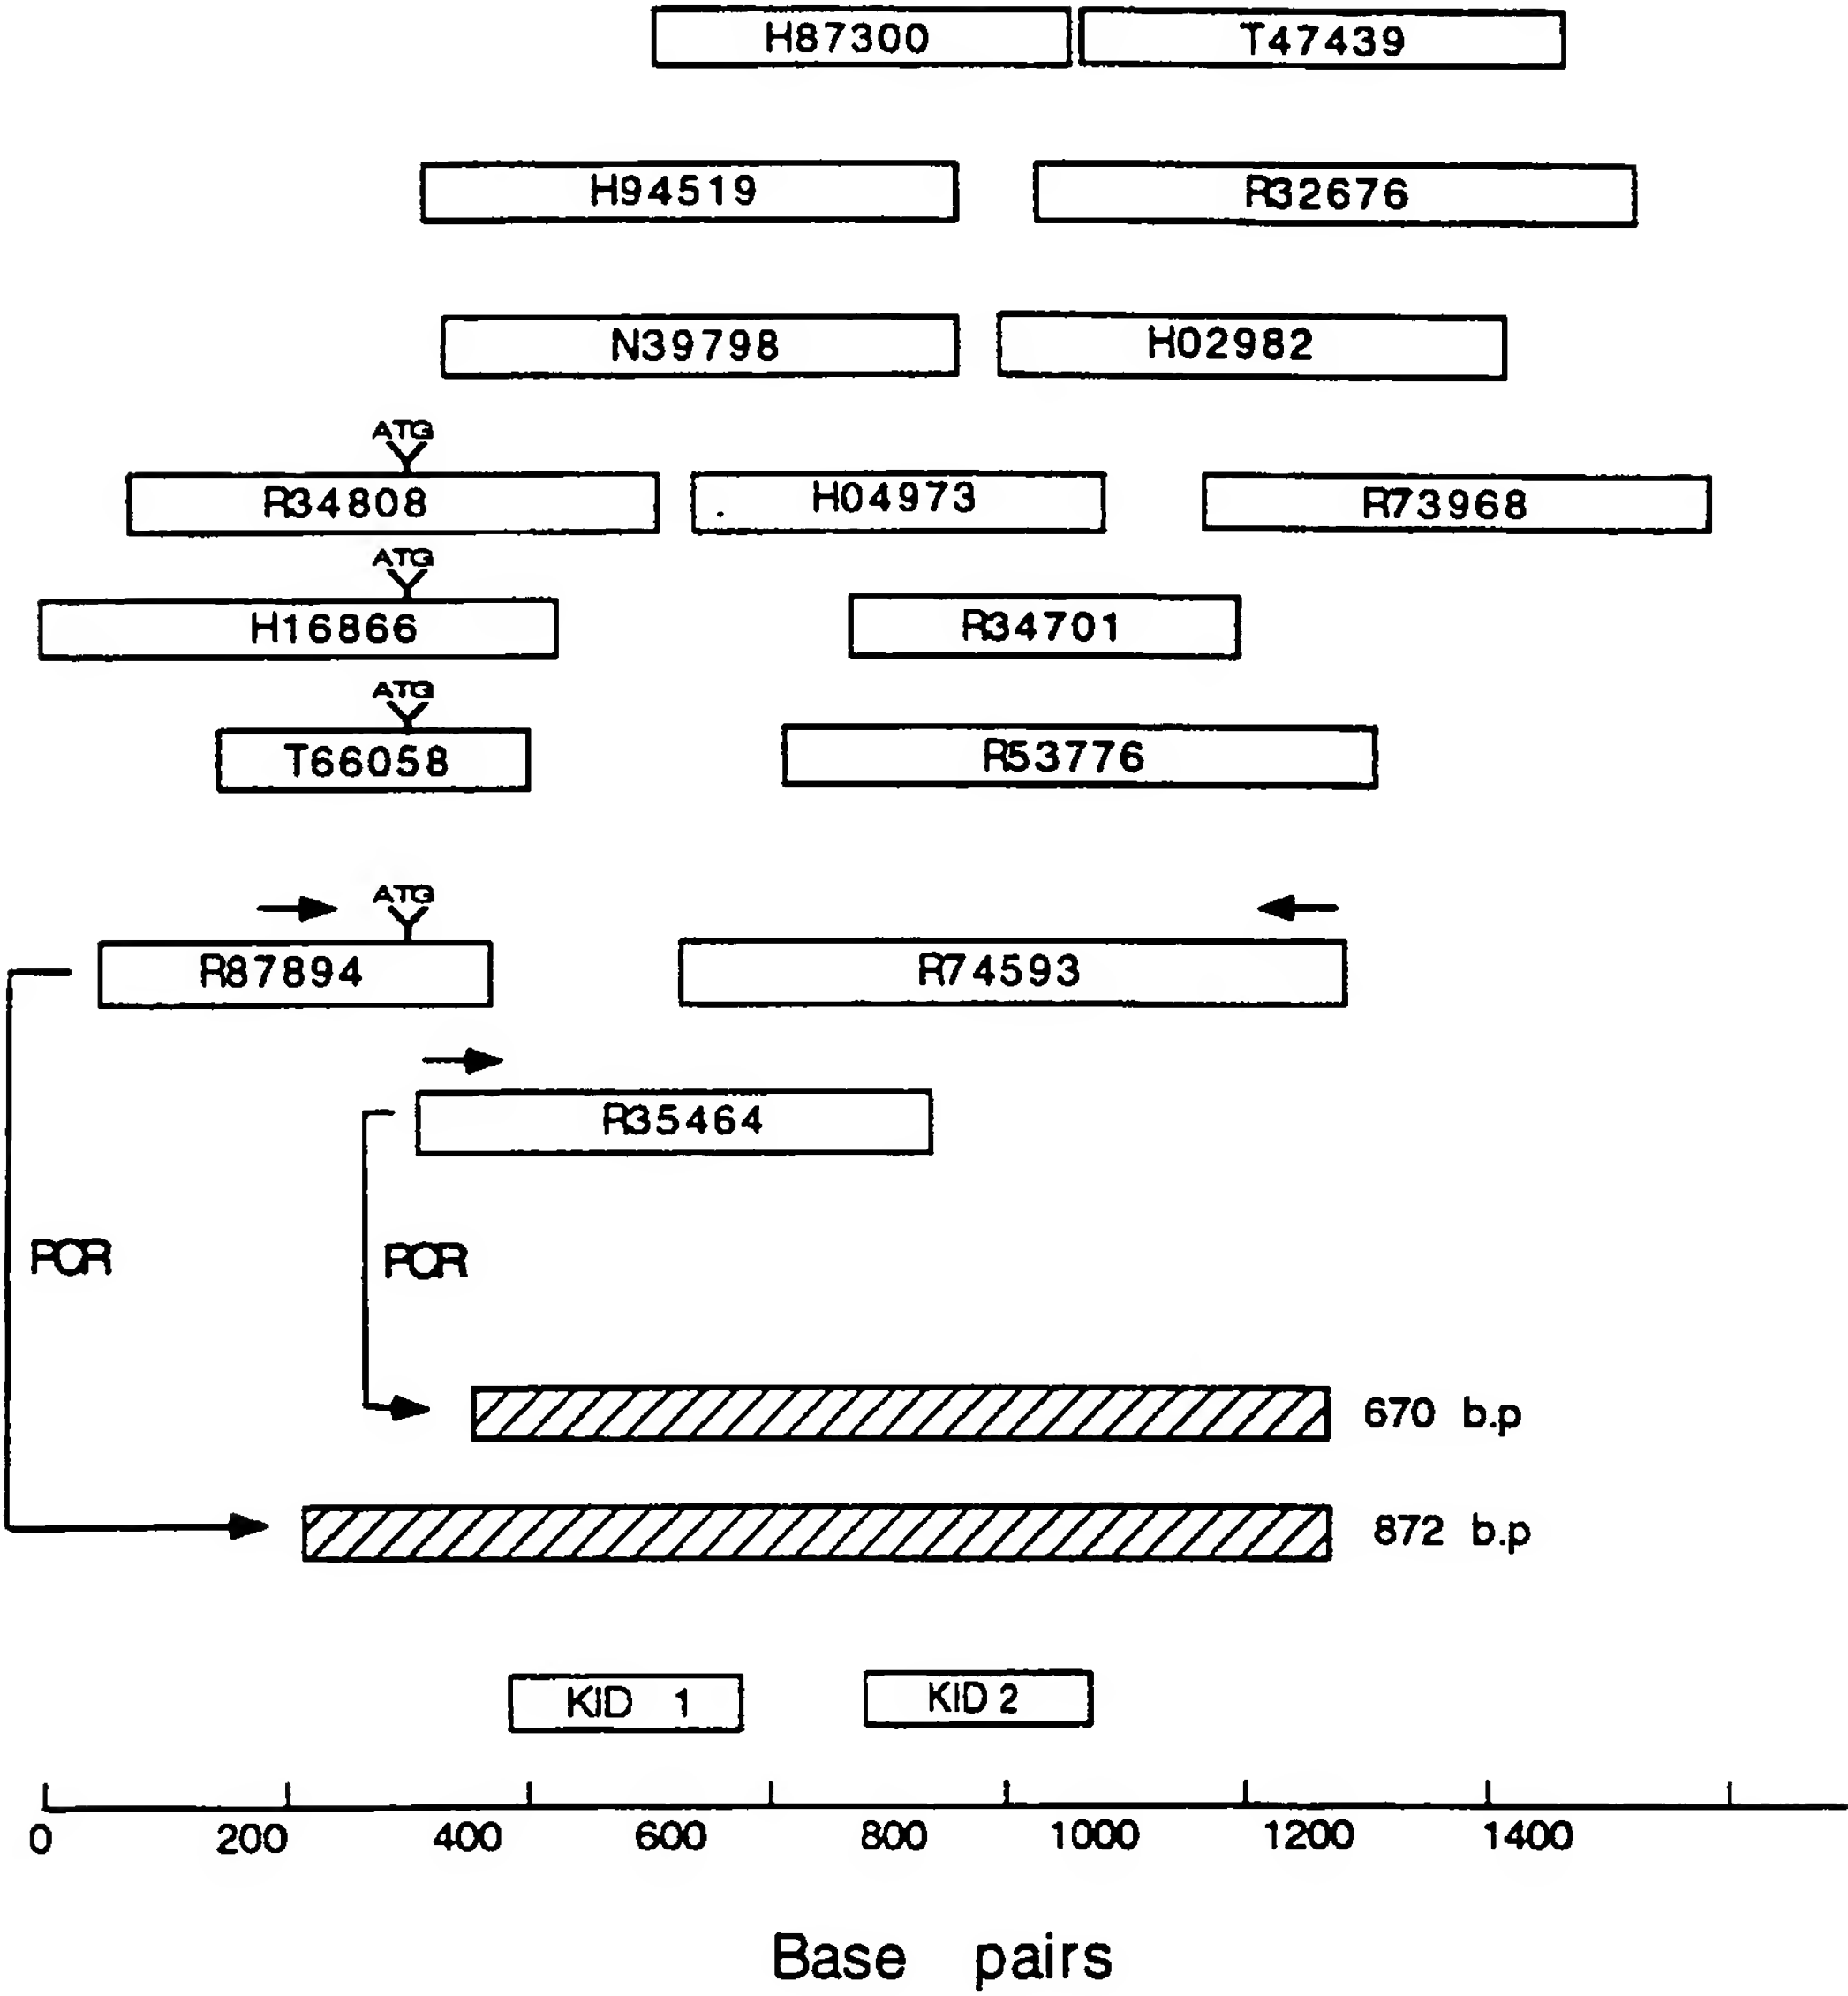 H87300 T47439
H94519 R32676
N39798 H02982
ATG
R34808 H04973 R73968
ATG
H16866 R34701
ATG
T66058 R53776
ATG
R87894 R74593
R35464
PCR PCR
670 b.p
872 b.p
KID 1 KID 2
0 200 400 600 800 1000 1200 1400
Base pairs